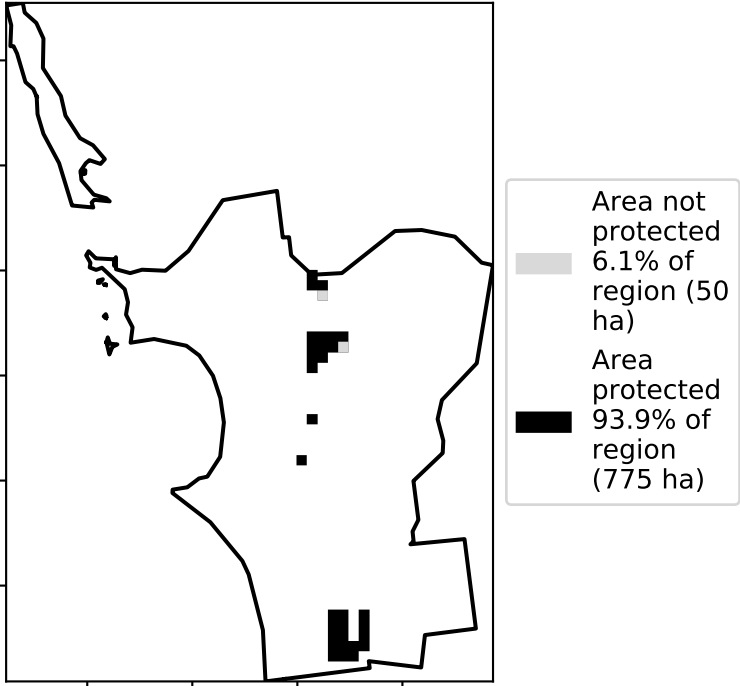 Area not
protected
6.1% of
region (50
ha)
Area
protected
93.9% of
region
(775 ha)